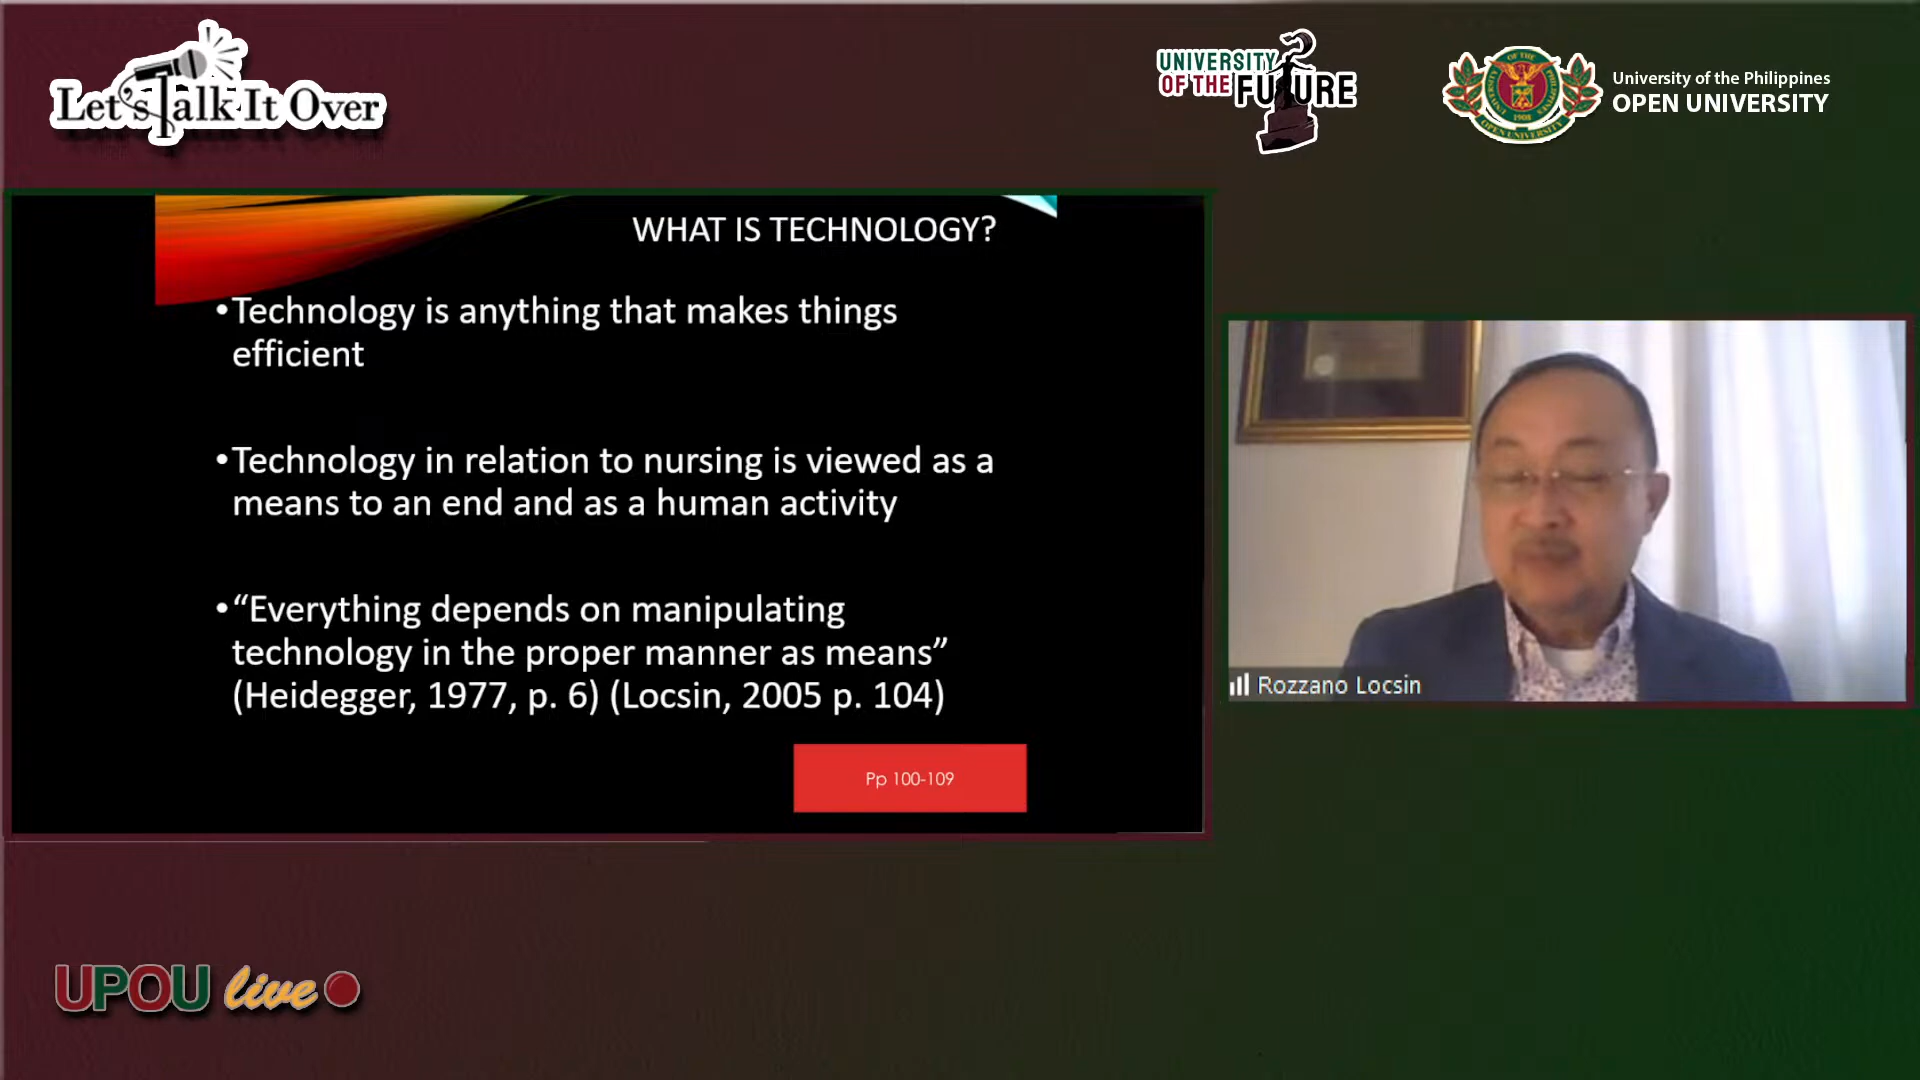 Let's Talk It Over
UNIVERSITY
OF THE FUTURE
University of the Philippines
OPEN UNIVERSITY
WHAT IS TECHNOLOGY?
•Technology is anything that makes things
efficient
•Technology in relation to nursing is viewed as a
means to an end and as a human activity
•“Everything depends on manipulating
technology in the proper manner as means”
(Heidegger, 1977, p. 6) (Locsin, 2005 p. 104)
Pp 100-109
Rozzano Locsin
UPOU live